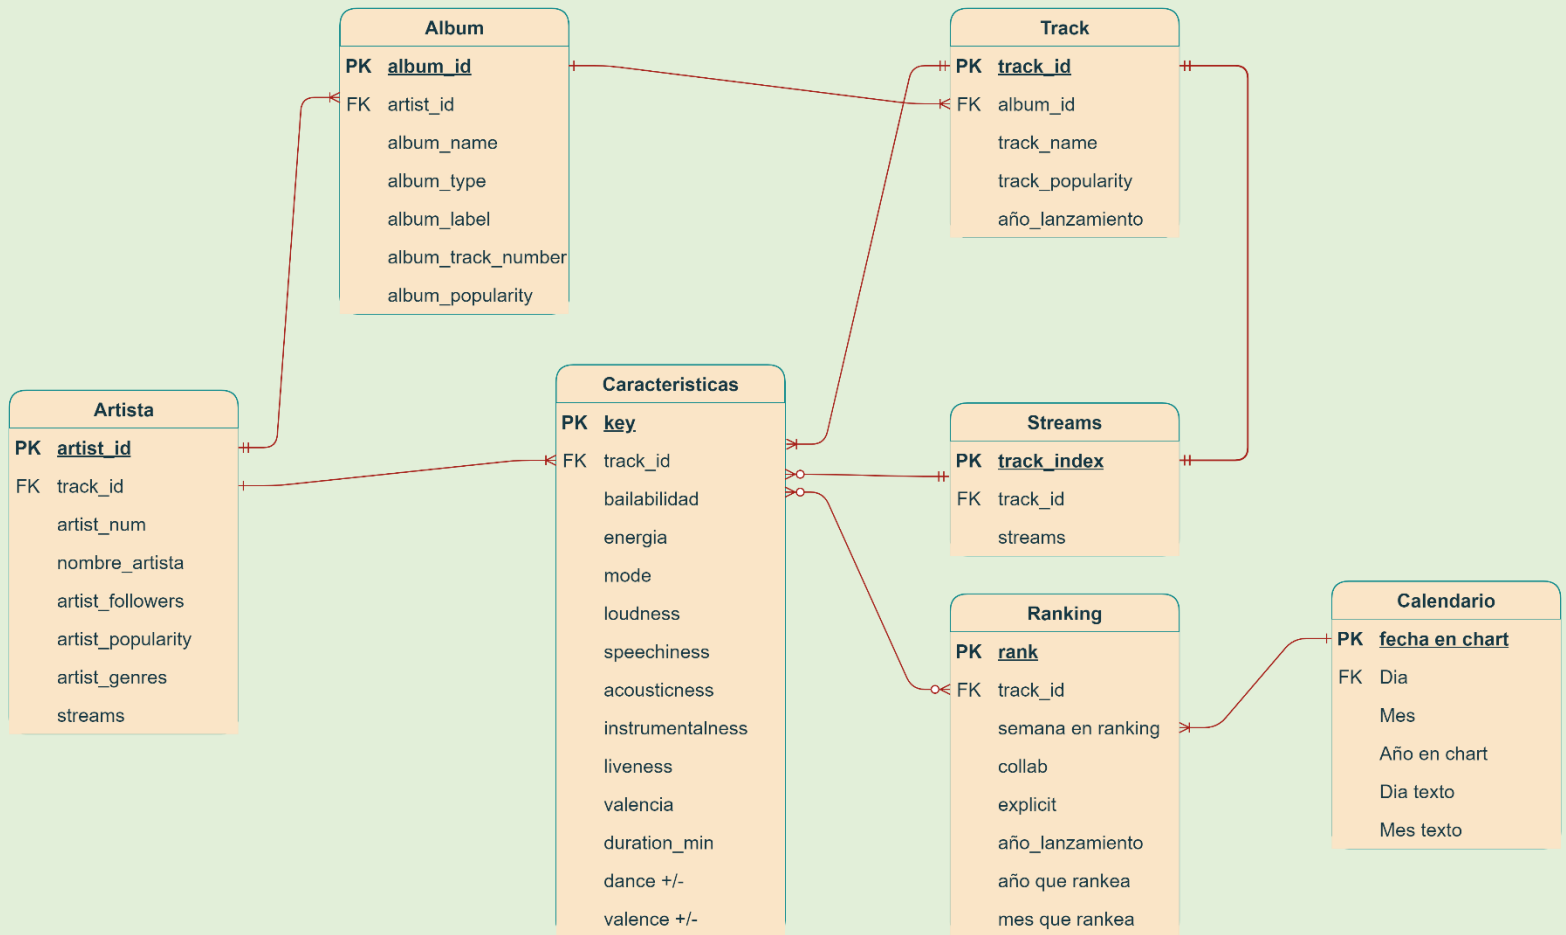 Album
PK album_id
FK artist_id
album_name
album_type
album_label
album_track_number
album_popularity
Track
PK track_id
FK album_id
track_name
track_popularity
año_lanzamiento
Artista
PK artist_id
FK track_id
artist_num
nombre_artista
artist_followers
artist_popularity
artist_genres
streams
Caracteristicas
PK key
FK track_id
bailabilidad
energia
mode
loudness
speechiness
acousticness
instrumentalness
liveness
valencia
duration_min
dance +/-
valence +/-
Streams
PK track_index
FK track_id
streams
Ranking
PK rank
FK track_id
semana en ranking
collab
explicit
año_lanzamiento
año que rankea
mes que rankea
Calendario
PK fecha en chart
FK Dia
Mes
Año en chart
Dia texto
Mes texto